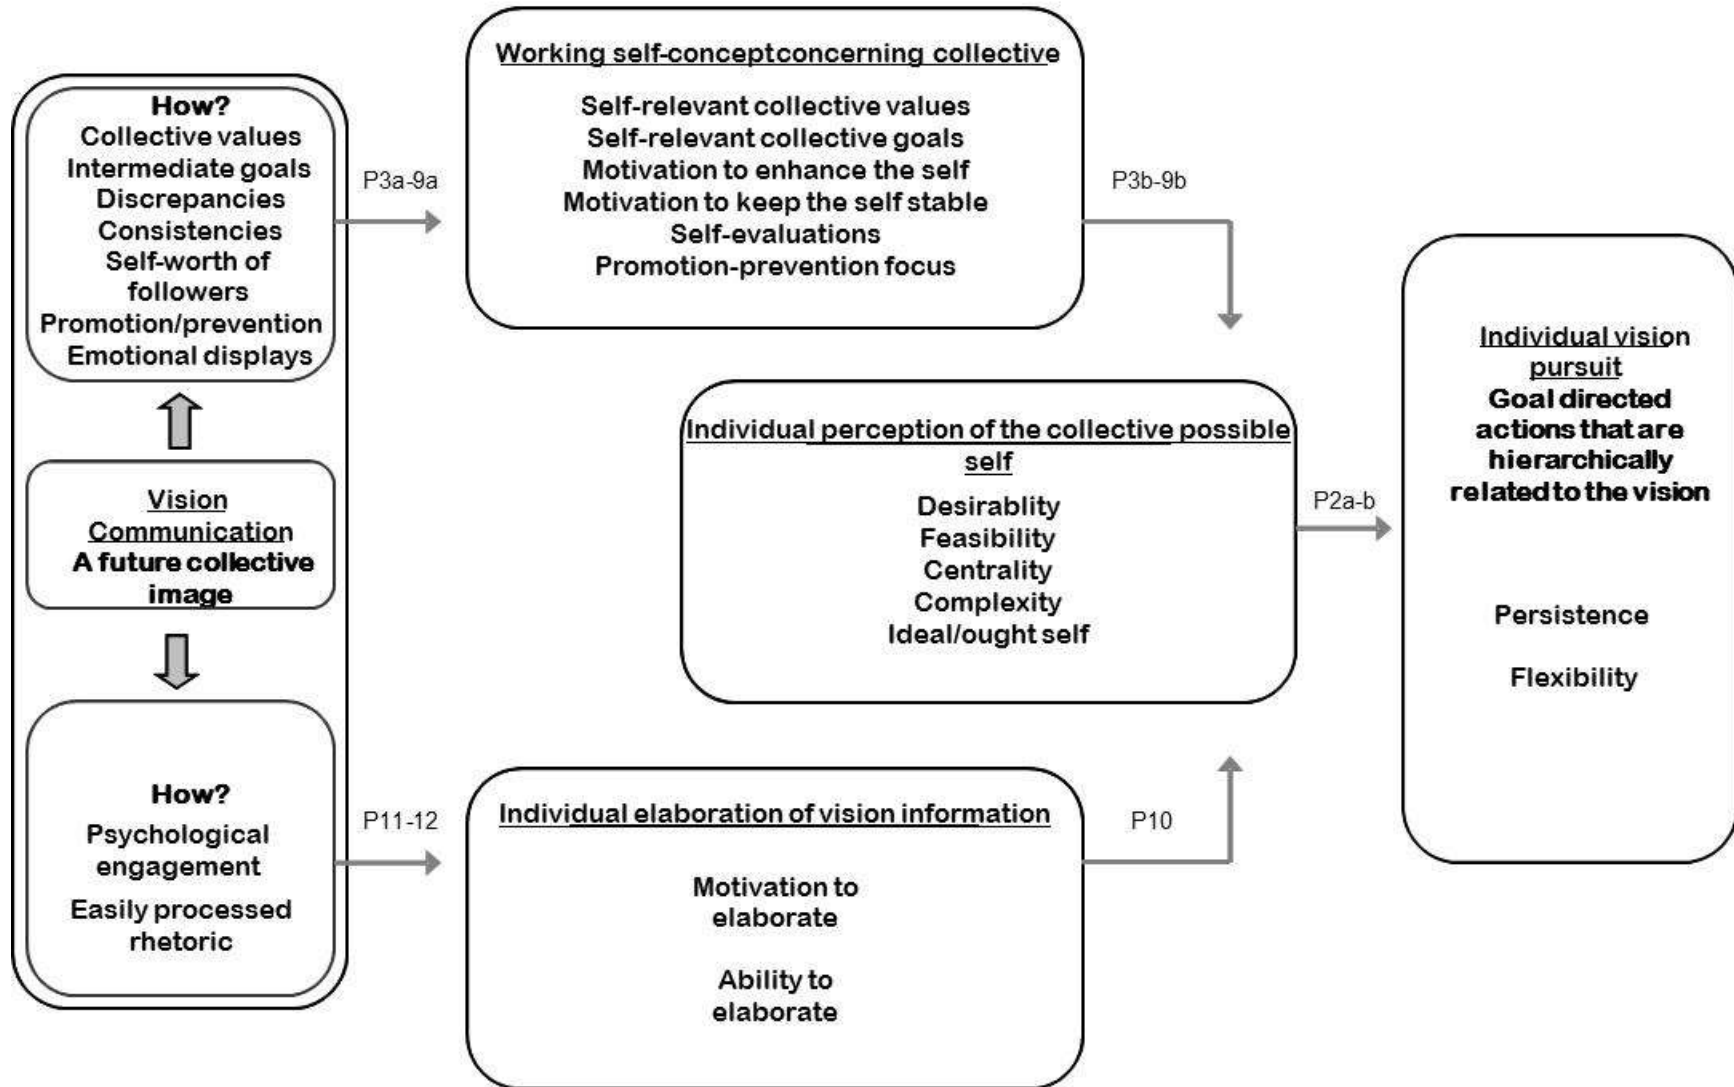 How?
Collective values
Intermediate goals
Discrepancies
Consistencies
Self-worth of
followers
Promotion/prevention
Emotional displays
Vision
Communication
A future collective
image
How?
Psychological
engagement
Easily processed
rhetoric
P3a-9a
P11-12
Working self-concept concerning collective
Self-relevant collective values
Self-relevant collective goals
Motivation to enhance the self
Motivation to keep the self stable
Self-evaluations
Promotion-prevention focus
P3b-9b
Individual perception of the collective possible
self
Desirablity
Feasibility
Centrality
Complexity
Ideal/ought self
Individual elaboration of vision information
Motivation to
elaborate
Ability to
elaborate
P10
P2a-b
Individual vision
pursuit
Goal directed
actions that are
hierarchically
related to the vision
Persistence
Flexibility